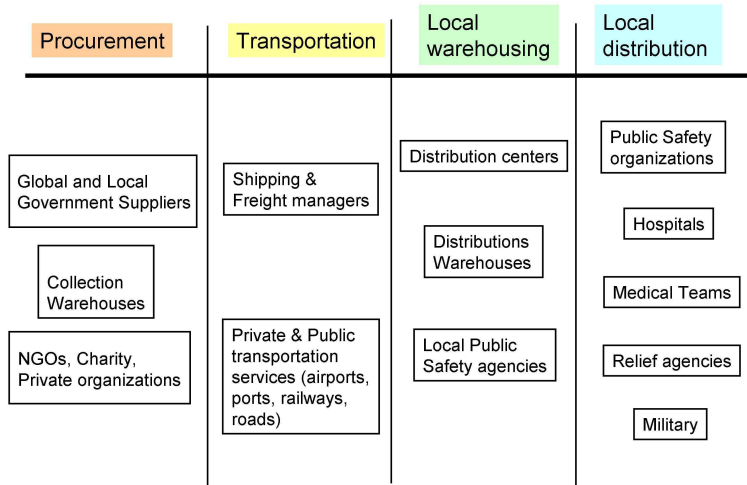 Procurement
Transportation
Local
warehousing
Local
distribution
Global and Local
Government Suppliers
Collection
Warehouses
NGOs, Charity,
Private organizations
Shipping &
Freight managers
Private & Public
transportation
services (airports,
ports, railways,
roads)
Distribution centers
Distributions
Warehouses
Local Public
Safety agencies
Public Safety
organizations
Hospitals
Medical Teams
Relief agencies
Military